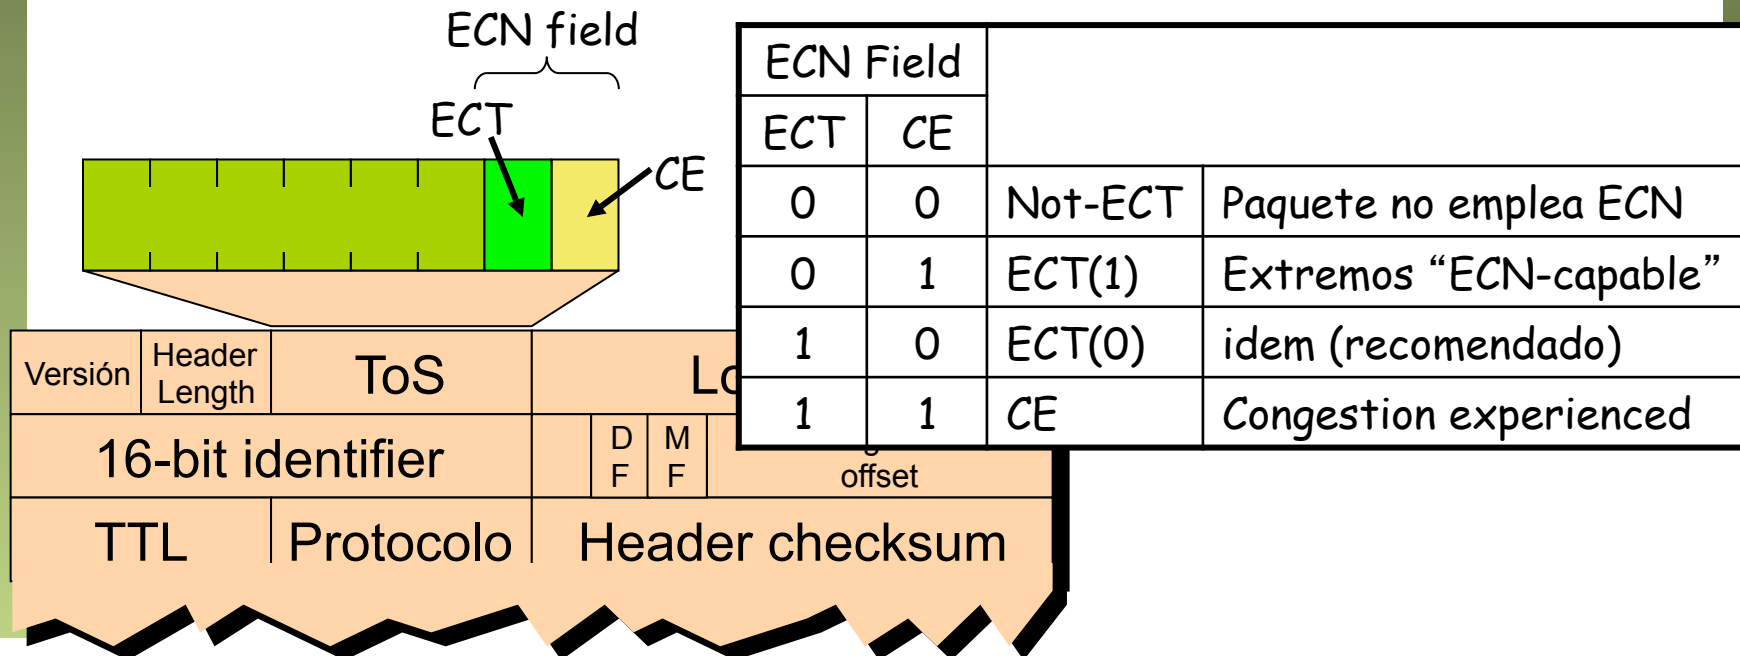 ECN field
ECT
CE
ECN Field
ECT CE
0 0 Not-ECT Paquete no emplea ECN
0 1 ECT(1) Extremos “ECN-capable”
1 0 ECT(0) idem (recomendado)
1 1 CE Congestion experienced
Versión Header Length ToS
16-bit identifier DF MF offset
TTL Protocolo Header checksum